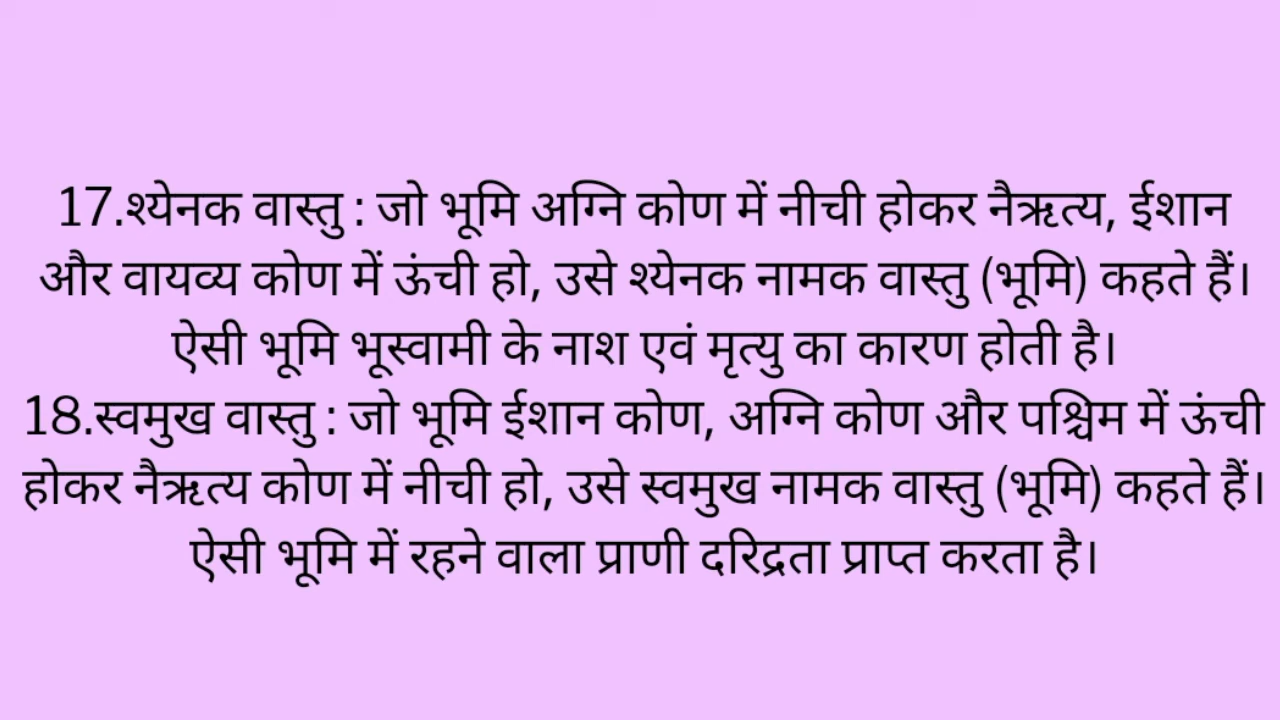 17.श्येनक वास्तु : जो भूमि अग्नि कोण में नीची होकर नैऋत्य, ईशान
और वायव्य कोण में ऊंची हो, उसे श्येनक नामक वास्तु (भूमि) कहते हैं।
ऐसी भूमि भूस्वामी के नाश एवं मृत्यु का कारण होती है।
18.स्वमुख वास्तु : जो भूमि ईशान कोण, अग्नि कोण और पश्चिम में ऊंची
होकर नैऋत्य कोण में नीची हो, उसे स्वमुख नामक वास्तु (भूमि) कहते हैं।
ऐसी भूमि में रहने वाला प्राणी दरिद्रता प्राप्त करता है।